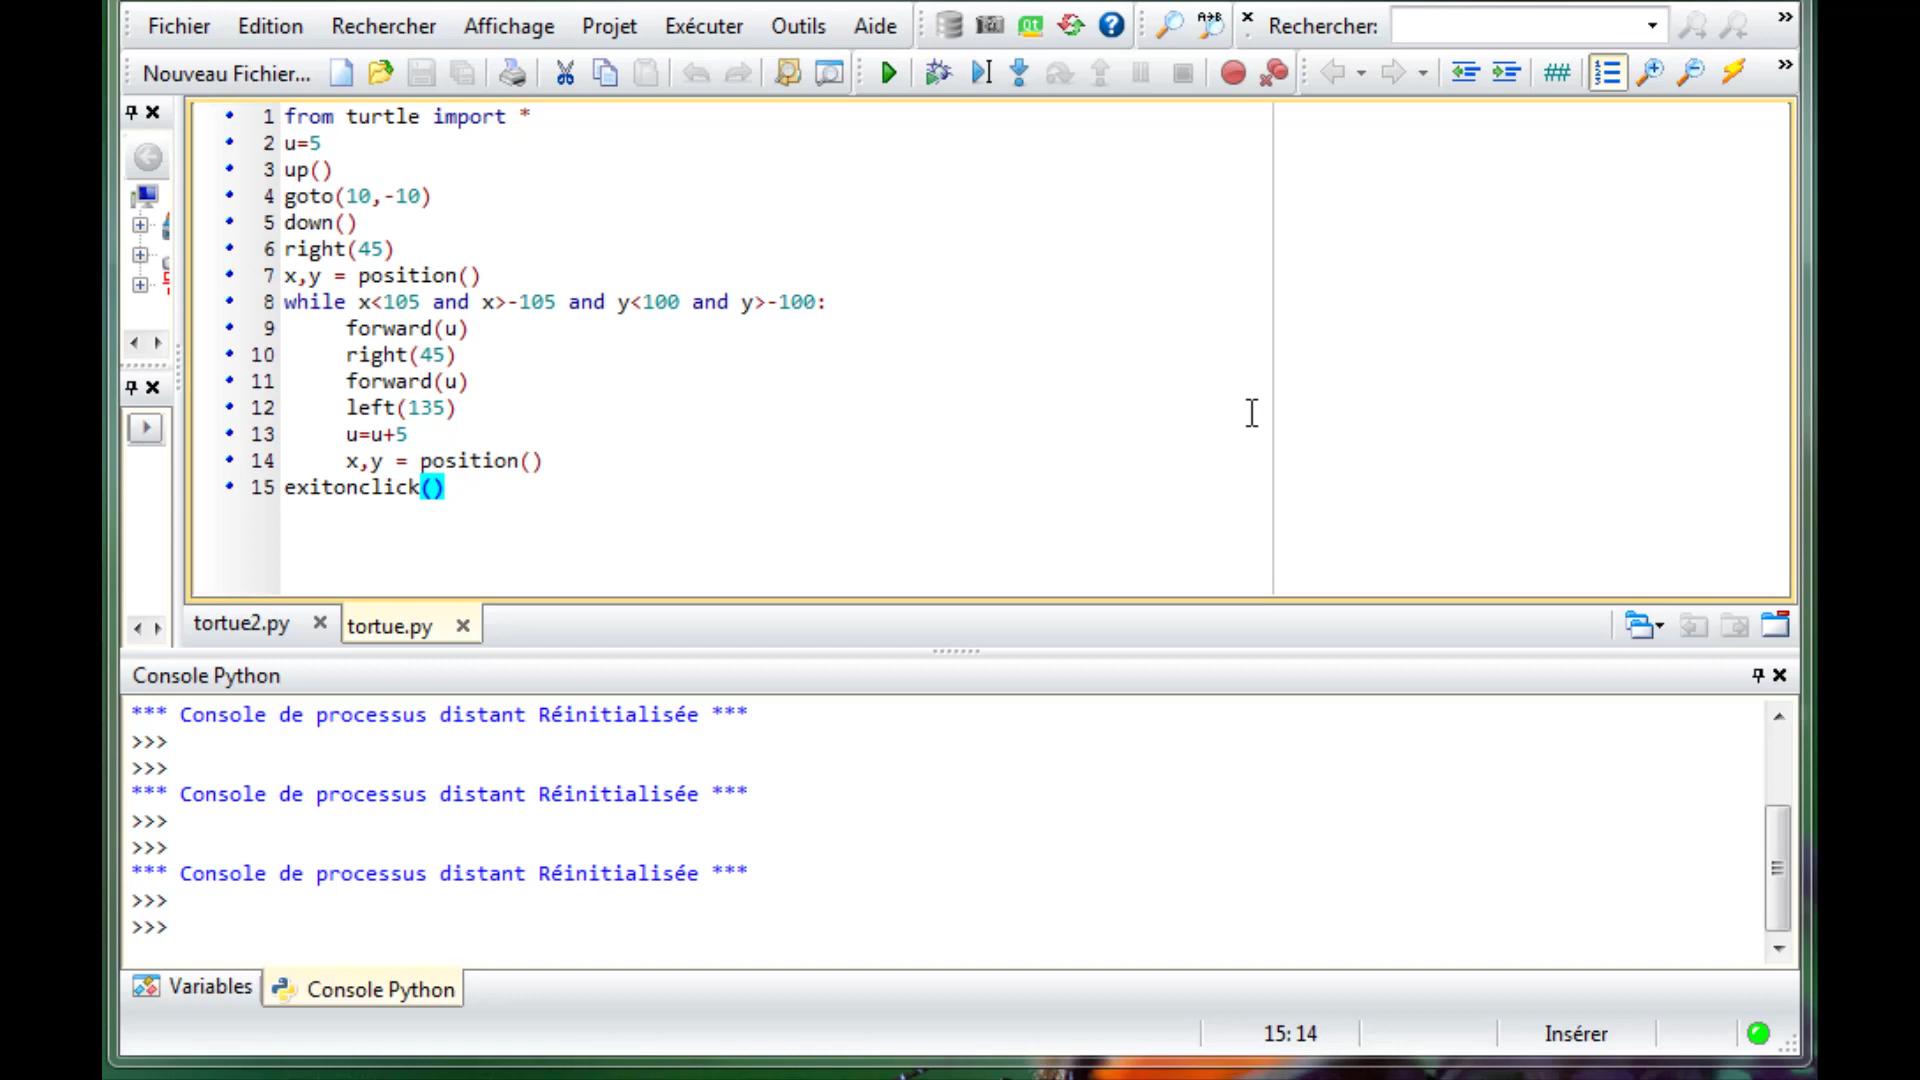 Fichier Edition Rechercher Affichage Projet Exécuter Outils Aide Qt ? A→B Rechercher: »
Nouveau Fichier... ## »
1 from turtle import *
2 u=5
3 up()
4 goto(10,-10)
5 down()
6 right(45)
7 x,y = position()
8 while x<105 and x>-105 and y<100 and y>-100:
9 forward(u)
10 right(45)
11 forward(u)
12 left(135)
13 u=u+5
14 x,y = position()
15 exitonclick()
tortue2.py tortue.py
Console Python
*** Console de processus distant Réinitialisée ***
>>>
>>>
*** Console de processus distant Réinitialisée ***
>>>
>>>
*** Console de processus distant Réinitialisée ***
>>>
>>>
Variables Console Python
15:14 Insérer